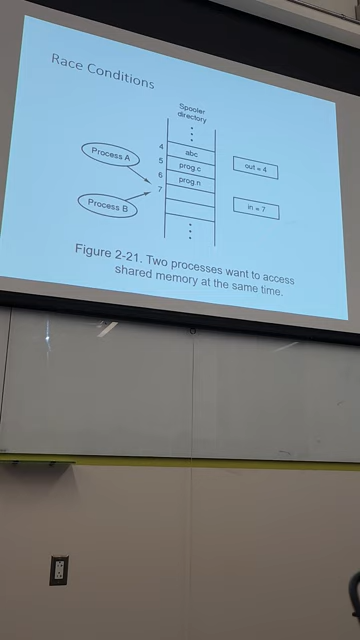 Race Conditions
Spooler
directory
4
abc
5
prog.c
6
prog.n
7
Process A
Process B
out = 4
in = 7
Figure 2-21. Two processes want to access
shared memory at the same time.